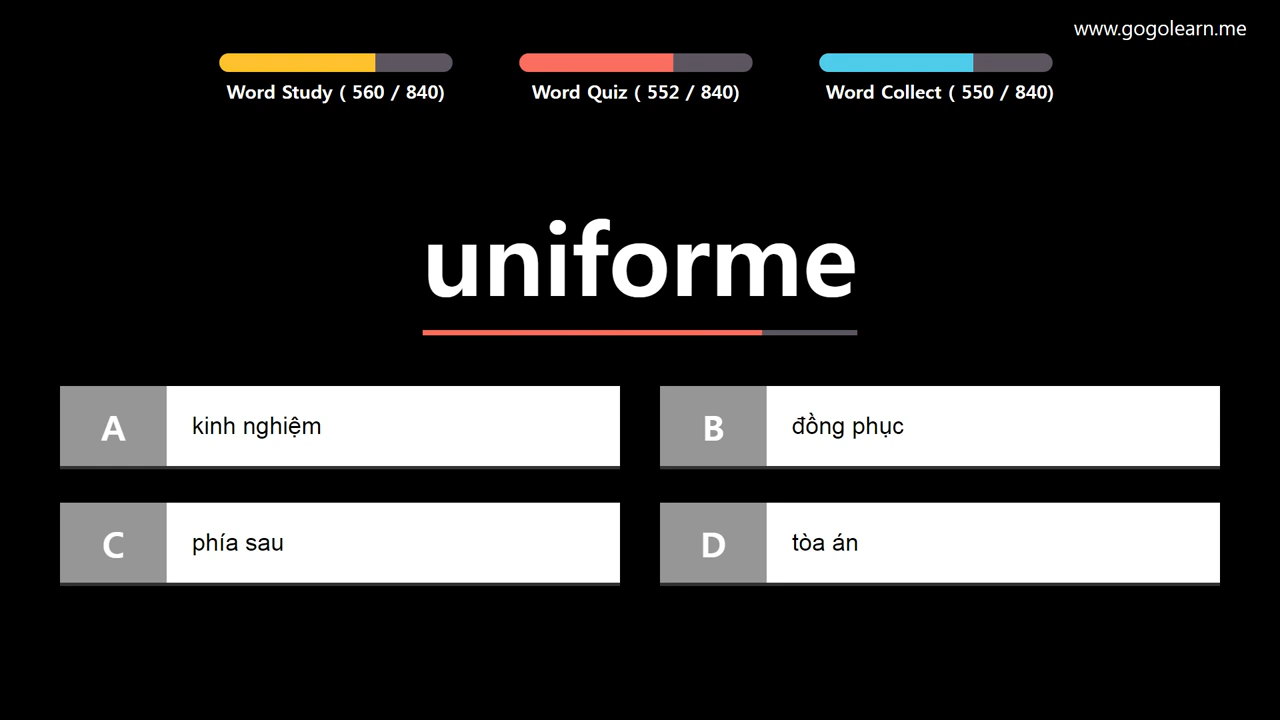 www.gogolearn.me
Word Study ( 560 / 840)
Word Quiz ( 552 / 840)
Word Collect ( 550 / 840)
uniforme
A kinh nghiệm
B đồng phục
C phía sau
D tòa án